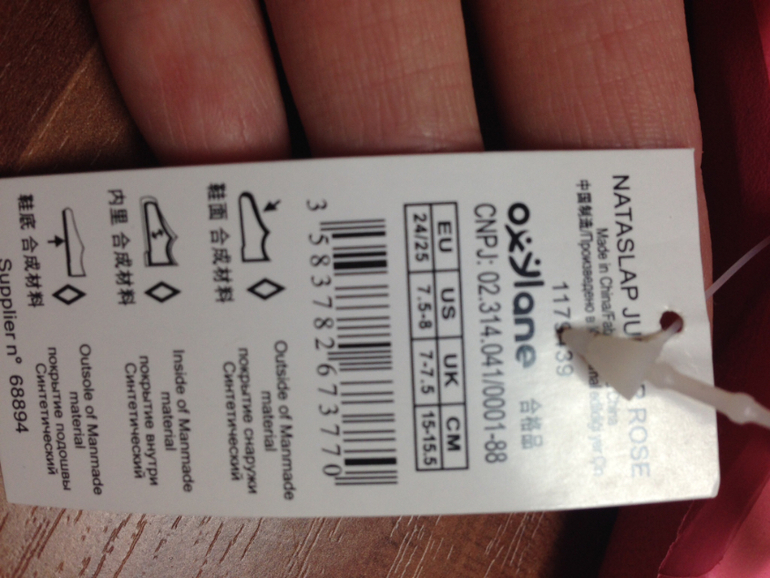 NATASLAP JU ROSE
Made in China/Fab
中国制造/Произведено в
oxylane 合格品
CNPJ: 02.314.041/0001-88
EU US UK CM
24/25 7.5-8 7-7.5 15-15.5
3 583782 673770
鞋面 合成材料
Outside of Manmade
material
покрытие снаружи
Синтетический
内里 合成材料
Inside of Manmade
material
покрытие внутри
Синтетический
鞋底 合成材料
Outsole of Manmade
material
покрытие подошвы
Синтетический
Supplier n° 68894